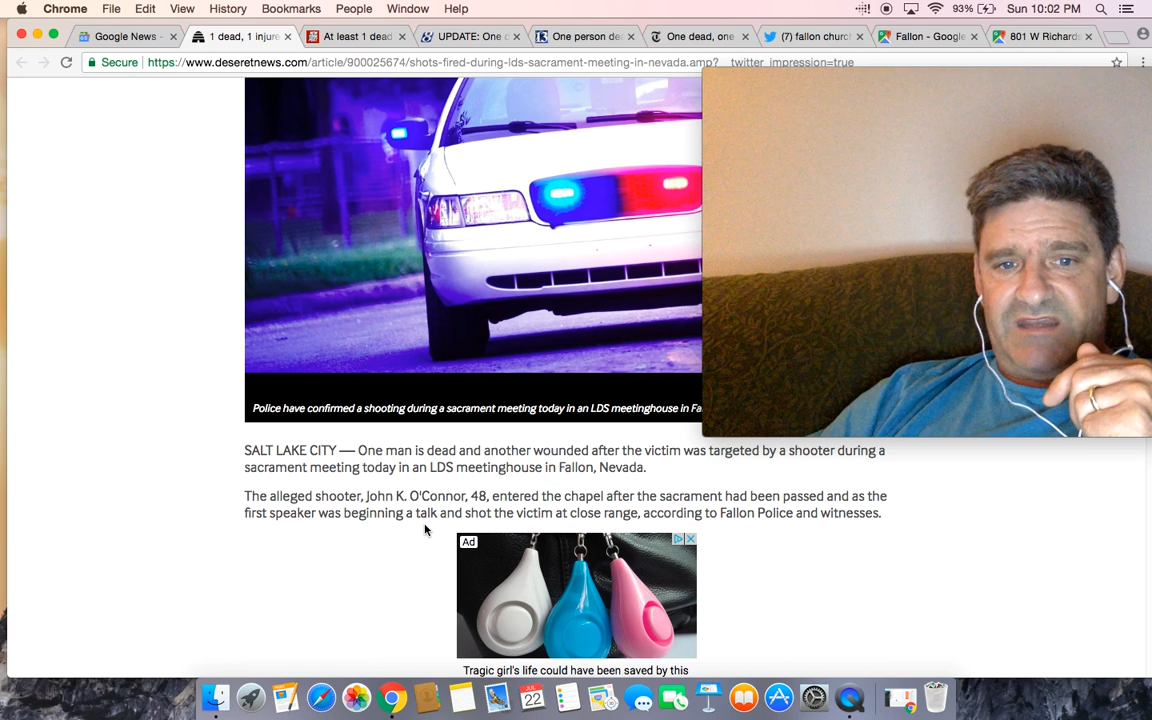 Chrome File Edit View History Bookmarks People Window Help 93% Sun 10:02 PM
Google News - 1 dead, 1 injure At least 1 dead UPDATE: One c One person de One dead, one (7) fallon churc Fallon - Google 801 W Richards
Secure https://www.deseretnews.com/article/900025674/shots-fired-during-lds-sacrament-meeting-in-nevada.amp?__twitter_impression=true
Police have confirmed a shooting during a sacrament meeting today in an LDS meetinghouse in Fa
SALT LAKE CITY — One man is dead and another wounded after the victim was targeted by a shooter during a
sacrament meeting today in an LDS meetinghouse in Fallon, Nevada.
The alleged shooter, John K. O'Connor, 48, entered the chapel after the sacrament had been passed and as the
first speaker was beginning a talk and shot the victim at close range, according to Fallon Police and witnesses.
Ad
Tragic girl's life could have been saved by this
JUL
22